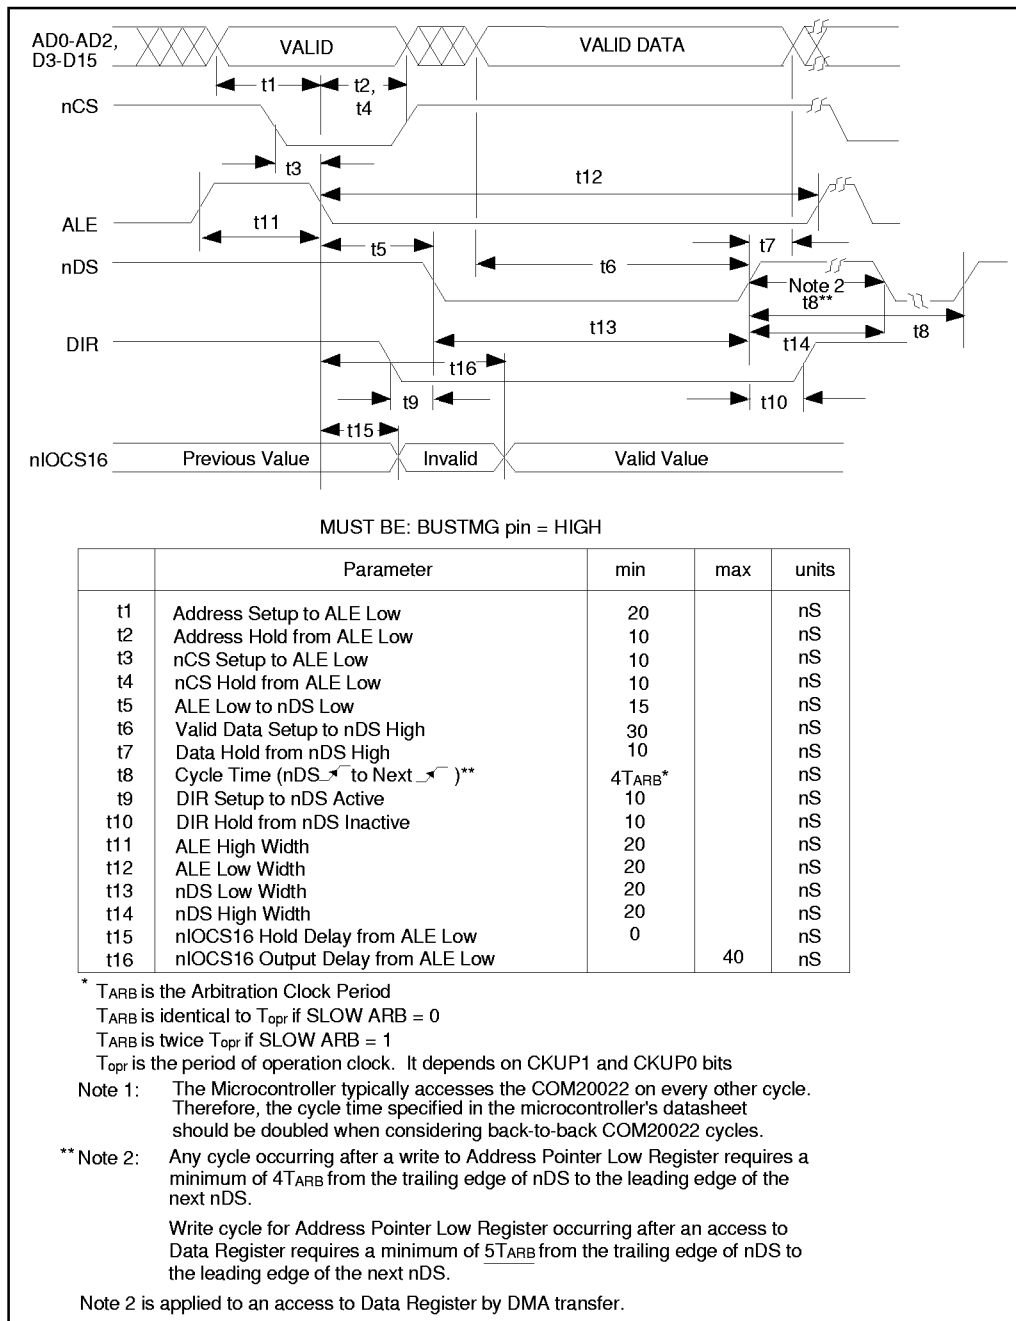 AD0-AD2,
D3-D15
VALID
VALID DATA
t1
t2,
t4
nCS
t3
t12
ALE
t11
t5
t7
nDS
t6
Note 2
t8**
t13
t8
DIR
t14
t16
t9
t10
t15
nIOCS16
Previous Value
Invalid
Valid Value
MUST BE: BUSTMG pin = HIGH
Parameter min max units
t1 Address Setup to ALE Low 20 nS
t2 Address Hold from ALE Low 10 nS
t3 nCS Setup to ALE Low 10 nS
t4 nCS Hold from ALE Low 10 nS
t5 ALE Low to nDS Low 15 nS
t6 Valid Data Setup to nDS High 30 nS
t7 Data Hold from nDS High 10 nS
t8 Cycle Time (nDS to Next )** 4TARB* nS
t9 DIR Setup to nDS Active 10 nS
t10 DIR Hold from nDS Inactive 10 nS
t11 ALE High Width 20 nS
t12 ALE Low Width 20 nS
t13 nDS Low Width 20 nS
t14 nDS High Width 20 nS
t15 nIOCS16 Hold Delay from ALE Low 0 nS
t16 nIOCS16 Output Delay from ALE Low 40 nS
* TARB is the Arbitration Clock Period
TARB is identical to Topr if SLOW ARB = 0
TARB is twice Topr if SLOW ARB = 1
Topr is the period of operation clock. It depends on CKUP1 and CKUP0 bits
Note 1: The Microcontroller typically accesses the COM20022 on every other cycle.
Therefore, the cycle time specified in the microcontroller's datasheet
should be doubled when considering back-to-back COM20022 cycles.
** Note 2: Any cycle occurring after a write to Address Pointer Low Register requires a
minimum of 4TARB from the trailing edge of nDS to the leading edge of the
next nDS.
Write cycle for Address Pointer Low Register occurring after an access to
Data Register requires a minimum of 5TARB from the trailing edge of nDS to
the leading edge of the next nDS.
Note 2 is applied to an access to Data Register by DMA transfer.